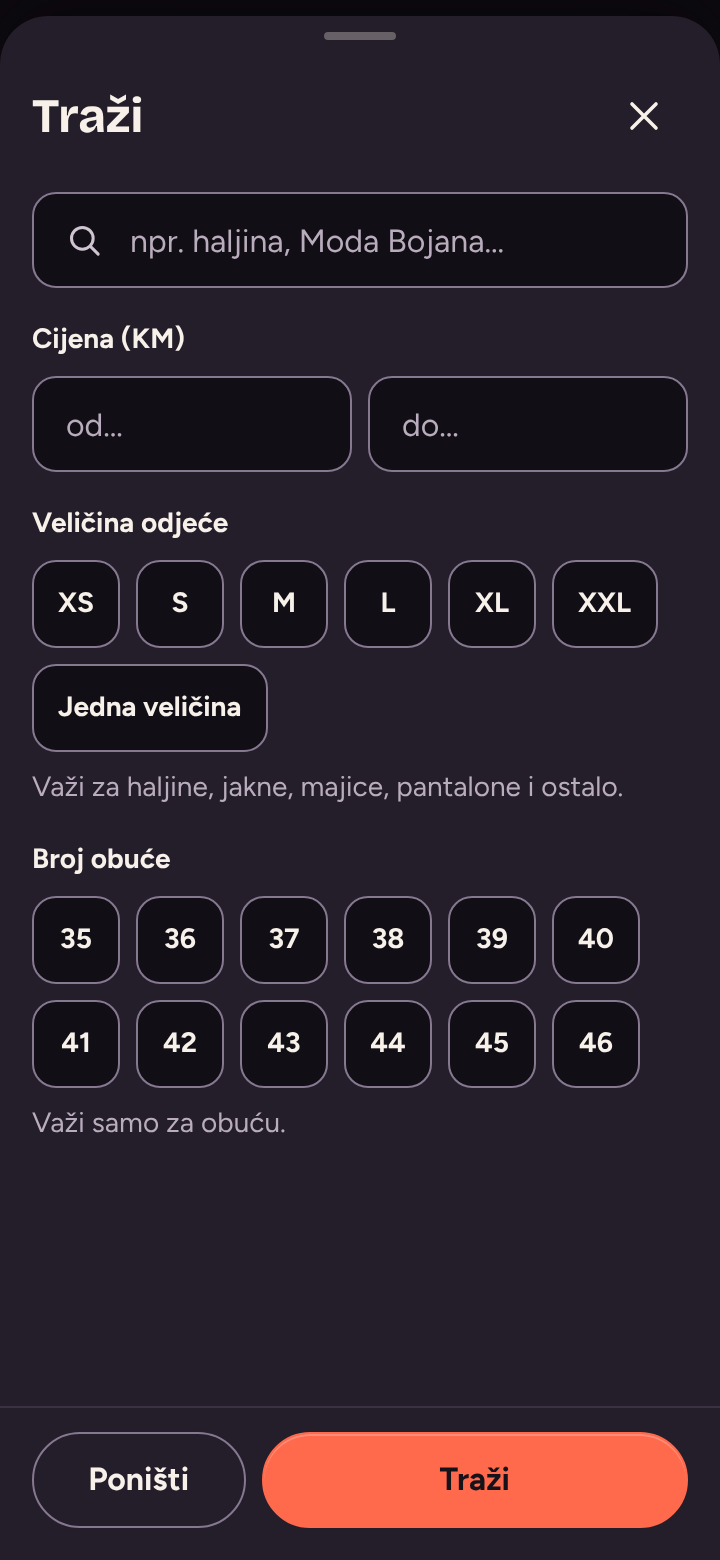 Traži
npr. haljina, Moda Bojana...
Cijena (KM)
od... do...
Veličina odjeće
XS S M L XL XXL
Jedna veličina
Važi za haljine, jakne, majice, pantalone i ostalo.
Broj obuće
35 36 37 38 39 40
41 42 43 44 45 46
Važi samo za obuću.
Poništi Traži